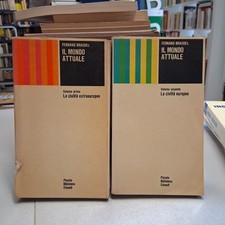 FERNAND BRAUDEL
IL MONDO
ATTUALE
Volume primo
Le civiltà extraeuropee
Piccola
Biblioteca
Einaudi
FERNAND BRAUDEL
IL MONDO
ATTUALE
Volume secondo
Le civiltà europee
Piccola
Biblioteca
Einaudi